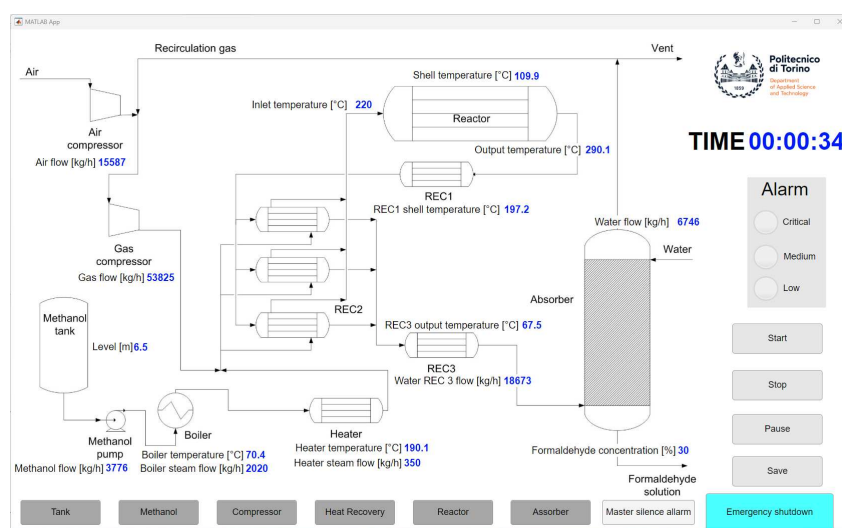 MATLAB App
Recirculation gas
Vent
Air
Shell temperature [°C] 109.9
Politecnico
di Torino
Department
of Applied Science
and Technology
1859
Inlet temperature [°C] 220
Reactor
Air
compressor
Air flow [kg/h] 15587
Output temperature [°C] 290.1
TIME 00:00:34
REC1
REC1 shell temperature [°C] 197.2
Alarm
Critical
Medium
Low
Water flow [kg/h] 6746
Water
Gas
compressor
Gas flow [kg/h] 53825
REC2
Absorber
Methanol
tank
Level [m] 6.5
REC3 output temperature [°C] 67.5
REC3
Water REC 3 flow [kg/h] 18673
Start
Stop
Pause
Save
Boiler
Heater
Methanol
pump
Methanol flow [kg/h] 3776
Boiler temperature [°C] 70.4
Boiler steam flow [kg/h] 2020
Heater temperature [°C] 190.1
Heater steam flow [kg/h] 350
Formaldehyde concentration [%] 30
Formaldehyde
solution
Tank
Methanol
Compressor
Heat Recovery
Reactor
Assorber
Master silence allarm
Emergency shutdown